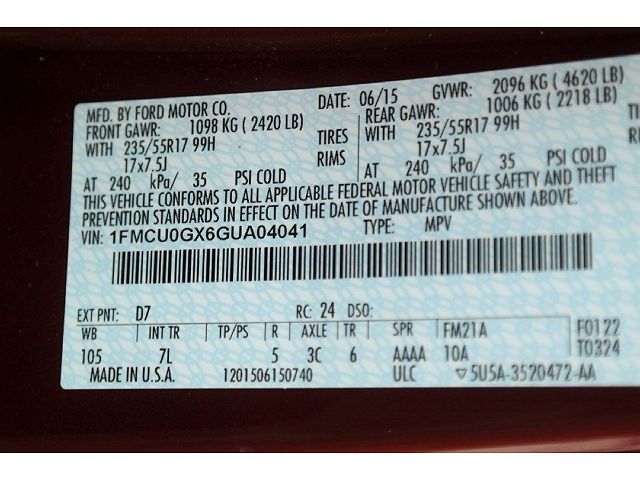 MFD. BY FORD MOTOR CO. DATE: 06/15 GVWR: 2096 KG ( 4620 LB)
FRONT GAWR: 1098 KG ( 2420 LB) REAR GAWR: 1006 KG ( 2218 LB)
WITH 235/55R17 99H TIRES WITH 235/55R17 99H
17x7.5J RIMS 17x7.5J
AT 240 kPa/ 35 PSI COLD AT 240 kPa/ 35 PSI COLD
THIS VEHICLE CONFORMS TO ALL APPLICABLE FEDERAL MOTOR VEHICLE SAFETY AND THEFT
PREVENTION STANDARDS IN EFFECT ON THE DATE OF MANUFACTURE SHOWN ABOVE.
VIN: 1FMCU0GX6GUA04041 TYPE: MPV
EXT PNT: D7 RC: 24 DSO:
WB INT TR TP/PS R AXLE TR SPR FM21A F0122
105 7L 5 3C 6 AAAA 10A T0324
MADE IN U.S.A. 1201506150740 ULC ▽5U5A-3520472-AA